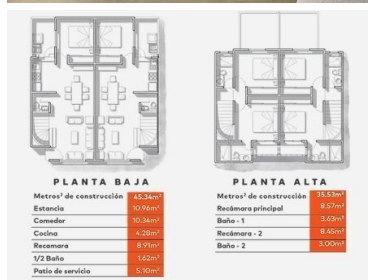 PLANTA BAJA
Metros² de construcción 45.34m²
Estancia 10.96m²
Comedor 10.34m²
Cocina 4.28m²
Recamara 8.91m²
1/2 Baño 1.62m²
Patio de servicio 5.10m²
PLANTA ALTA
Metros² de construcción 35.53m²
Recámara principal 8.57m²
Baño - 1 3.63m²
Recámara - 2 8.45m²
Baño - 2 3.00m²